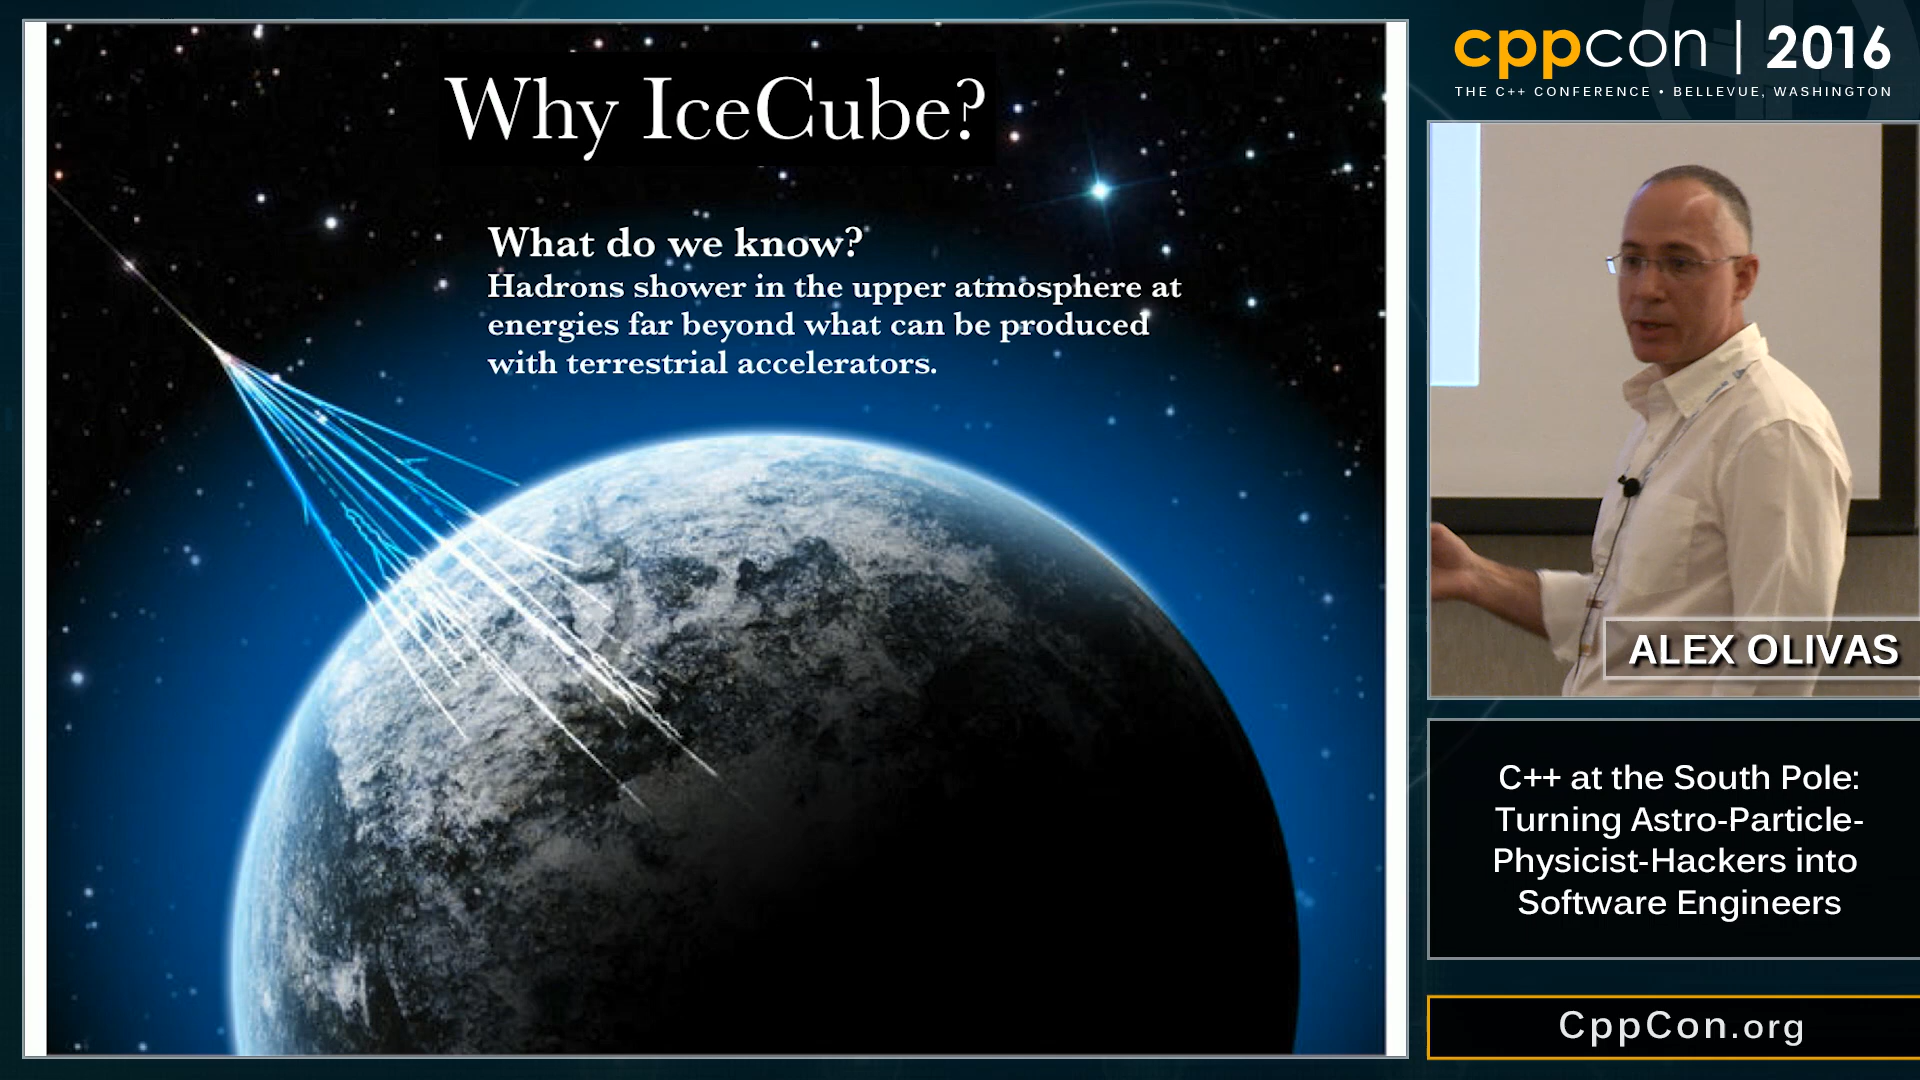 Why IceCube?
What do we know?
Hadrons shower in the upper atmosphere at
energies far beyond what can be produced
with terrestrial accelerators.
cppcon | 2016
THE C++ CONFERENCE • BELLEVUE, WASHINGTON
ALEX OLIVAS
C++ at the South Pole:
Turning Astro-Particle-
Physicist-Hackers into
Software Engineers
CppCon.org